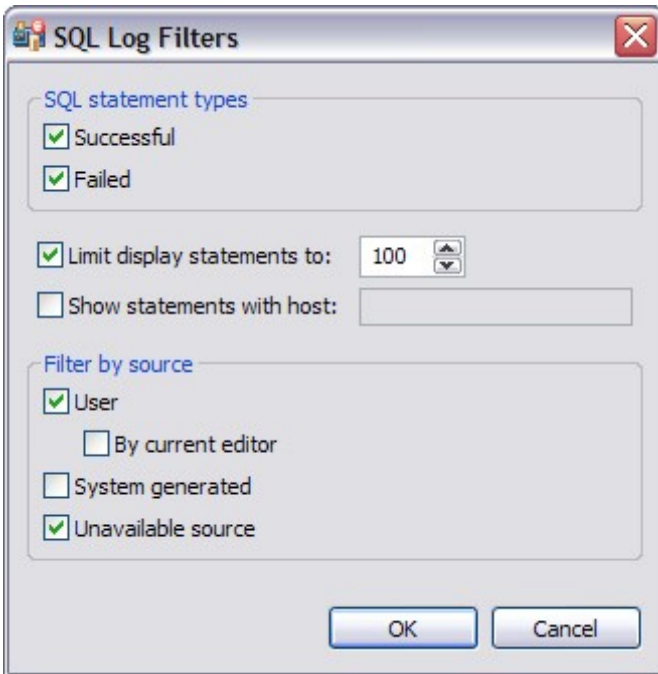 SQL Log Filters
SQL statement types
Successful
Failed
Limit display statements to: 100
Show statements with host:
Filter by source
User
By current editor
System generated
Unavailable source
OK Cancel